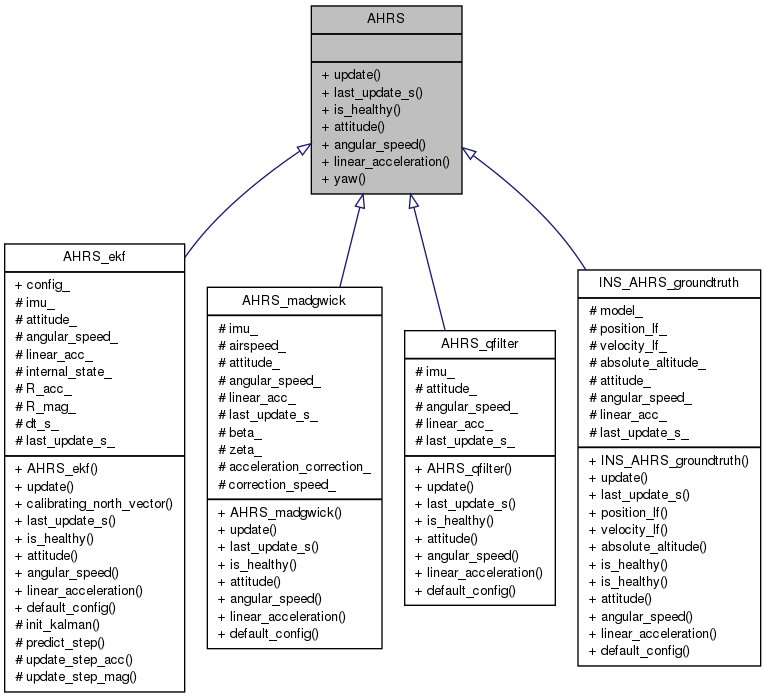 AHRS
+ update()
+ last_update_s()
+ is_healthy()
+ attitude()
+ angular_speed()
+ linear_acceleration()
+ yaw()
AHRS_ekf
+ config_
# imu_
# attitude_
# angular_speed_
# linear_acc_
# internal_state_
# R_acc_
# R_mag_
# dt_s_
# last_update_s_
+ AHRS_ekf()
+ update()
+ calibrating_north_vector()
+ last_update_s()
+ is_healthy()
+ attitude()
+ angular_speed()
+ linear_acceleration()
+ default_config()
# init_kalman()
# predict_step()
# update_step_acc()
# update_step_mag()
AHRS_madgwick
# imu_
# airspeed_
# attitude_
# angular_speed_
# linear_acc_
# last_update_s_
# beta_
# zeta_
# acceleration_correction_
# correction_speed_
+ AHRS_madgwick()
+ update()
+ last_update_s()
+ is_healthy()
+ attitude()
+ angular_speed()
+ linear_acceleration()
+ default_config()
AHRS_qfilter
# imu_
# attitude_
# angular_speed_
# linear_acc_
# last_update_s_
+ AHRS_qfilter()
+ update()
+ last_update_s()
+ is_healthy()
+ attitude()
+ angular_speed()
+ linear_acceleration()
+ default_config()
INS_AHRS_groundtruth
# model_
# position_lf_
# velocity_lf_
# absolute_altitude_
# attitude_
# angular_speed_
# linear_acc_
# last_update_s_
+ INS_AHRS_groundtruth()
+ update()
+ last_update_s()
+ position_lf()
+ velocity_lf()
+ absolute_altitude()
+ is_healthy()
+ is_healthy()
+ attitude()
+ angular_speed()
+ linear_acceleration()
+ default_config()